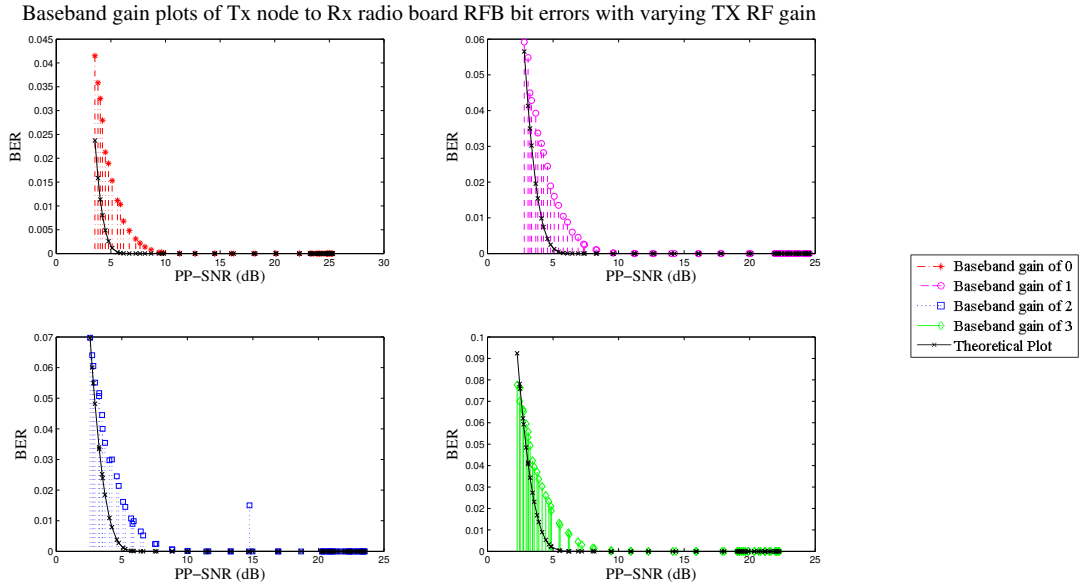 Baseband gain plots of Tx node to Rx radio board RFB bit errors with varying TX RF gain
0.045
0.04
0.035
0.03
0.025
0.02
0.015
0.01
0.005
0
0 5 10 15 20 25 30
BER
PP−SNR (dB)
0.06
0.05
0.04
0.03
0.02
0.01
0
0 5 10 15 20 25
BER
PP−SNR (dB)
Baseband gain of 0
Baseband gain of 1
Baseband gain of 2
Baseband gain of 3
Theoretical Plot
0.07
0.06
0.05
0.04
0.03
0.02
0.01
0
0 5 10 15 20 25
BER
PP−SNR (dB)
0.1
0.09
0.08
0.07
0.06
0.05
0.04
0.03
0.02
0.01
0
0 5 10 15 20 25
BER
PP−SNR (dB)